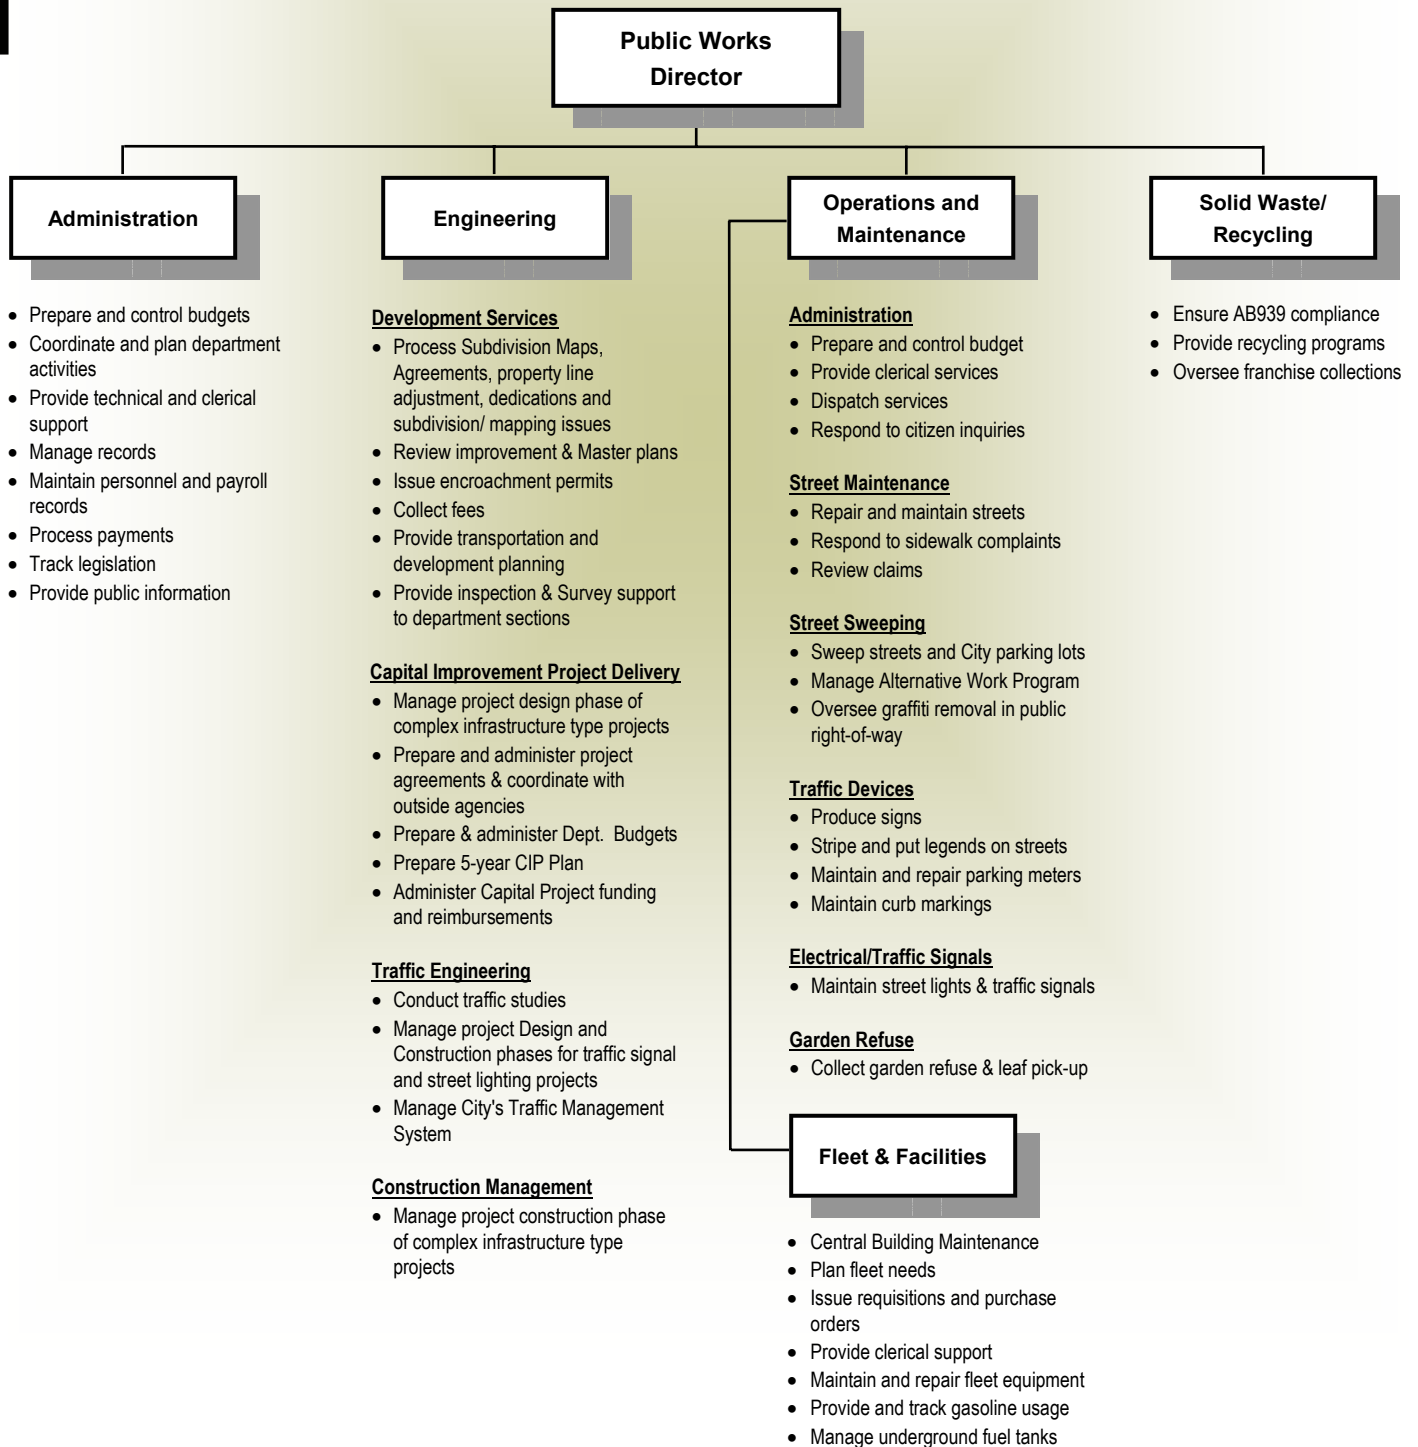 Public Works
Director
Administration
• Prepare and control budgets
• Coordinate and plan department
activities
• Provide technical and clerical
support
• Manage records
• Maintain personnel and payroll
records
• Process payments
• Track legislation
• Provide public information
Engineering
Development Services
• Process Subdivision Maps,
Agreements, property line
adjustment, dedications and
subdivision/ mapping issues
• Review improvement & Master plans
• Issue encroachment permits
• Collect fees
• Provide transportation and
development planning
• Provide inspection & Survey support
to department sections
Capital Improvement Project Delivery
• Manage project design phase of
complex infrastructure type projects
• Prepare and administer project
agreements & coordinate with
outside agencies
• Prepare & administer Dept. Budgets
• Prepare 5-year CIP Plan
• Administer Capital Project funding
and reimbursements
Traffic Engineering
• Conduct traffic studies
• Manage project Design and
Construction phases for traffic signal
and street lighting projects
• Manage City's Traffic Management
System
Construction Management
• Manage project construction phase
of complex infrastructure type
projects
Operations and
Maintenance
Administration
• Prepare and control budget
• Provide clerical services
• Dispatch services
• Respond to citizen inquiries
Street Maintenance
• Repair and maintain streets
• Respond to sidewalk complaints
• Review claims
Street Sweeping
• Sweep streets and City parking lots
• Manage Alternative Work Program
• Oversee graffiti removal in public
right-of-way
Traffic Devices
• Produce signs
• Stripe and put legends on streets
• Maintain and repair parking meters
• Maintain curb markings
Electrical/Traffic Signals
• Maintain street lights & traffic signals
Garden Refuse
• Collect garden refuse & leaf pick-up
Fleet & Facilities
• Central Building Maintenance
• Plan fleet needs
• Issue requisitions and purchase
orders
• Provide clerical support
• Maintain and repair fleet equipment
• Provide and track gasoline usage
• Manage underground fuel tanks
Solid Waste/
Recycling
• Ensure AB939 compliance
• Provide recycling programs
• Oversee franchise collections